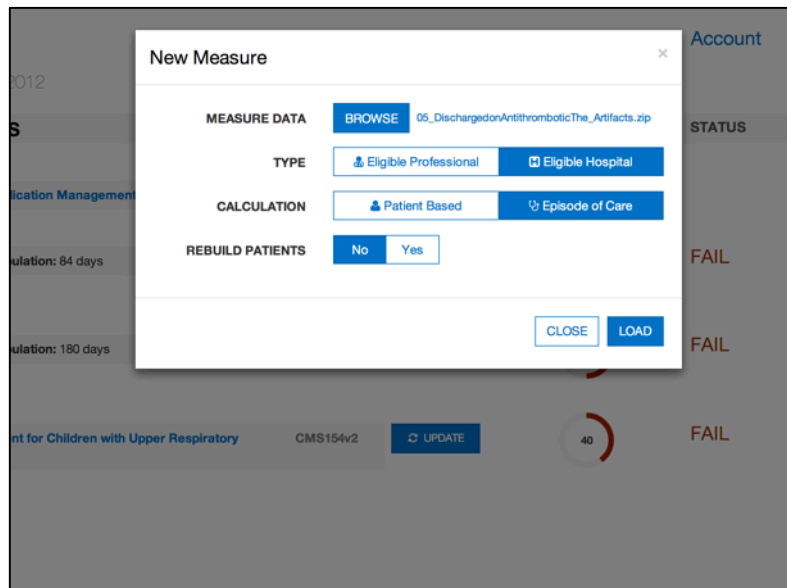 Account
New Measure ×
2012
MEASURE DATA BROWSE 05_DischargedonAntithromboticThe_Artifacts.zip
S STATUS
TYPE Eligible Professional Eligible Hospital
lication Management
CALCULATION Patient Based Episode of Care
REBUILD PATIENTS No Yes
ulation: 84 days FAIL
CLOSE LOAD
ulation: 180 days FAIL
nt for Children with Upper Respiratory CMS154v2 UPDATE 40 FAIL